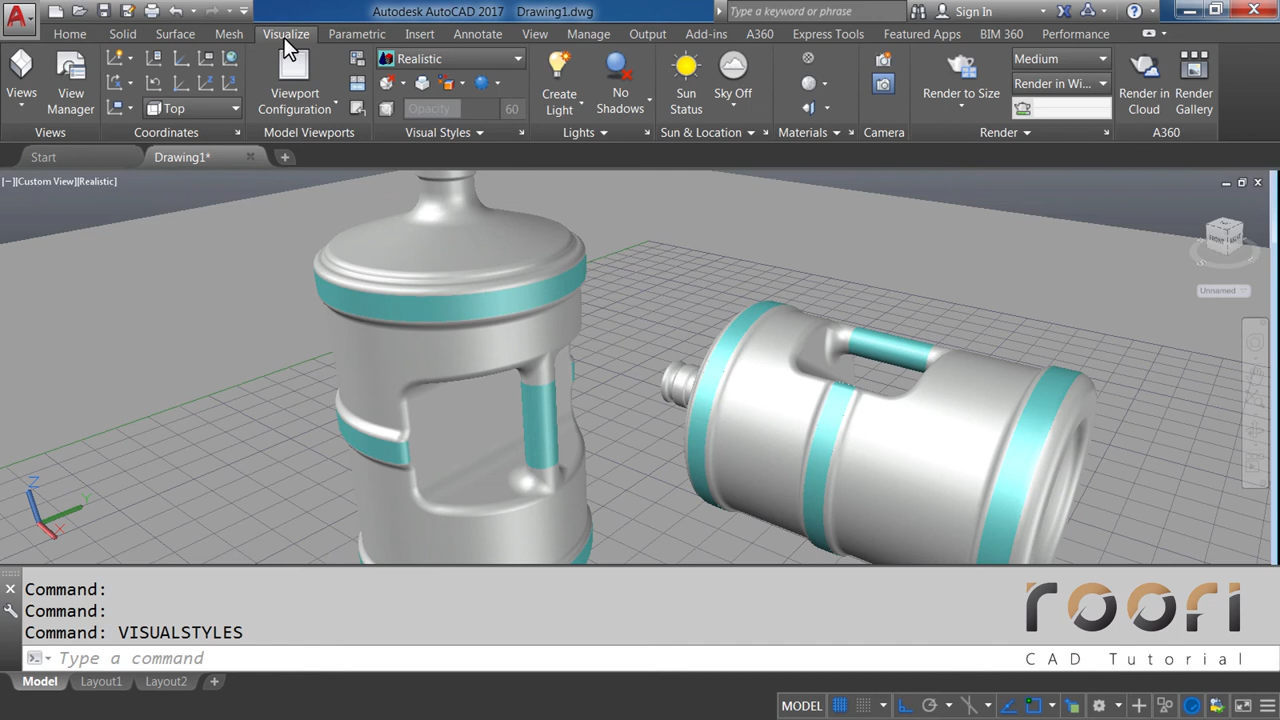 Autodesk AutoCAD 2017 Drawing1.dwg
Type a keyword or phrase
Sign In
Home Solid Surface Mesh Visualize Parametric Insert Annotate View Manage Output Add-ins A360 Express Tools Featured Apps BIM 360 Performance
Views
View Manager
Top
Viewport Configuration
Realistic
Opacity 60
Create Light
No Shadows
Sun Status
Sky Off
Render to Size
Medium
Render in Wi...
Render in Cloud
Render Gallery
Views Coordinates Model Viewports Visual Styles Lights Sun & Location Materials Camera Render A360
Start Drawing1*
[−][Custom View][Realistic]
FRONT
Unnamed
Z
Y
X
Command:
Command:
Command: VISUALSTYLES
Type a command
roofi
CAD Tutorial
Model Layout1 Layout2
MODEL